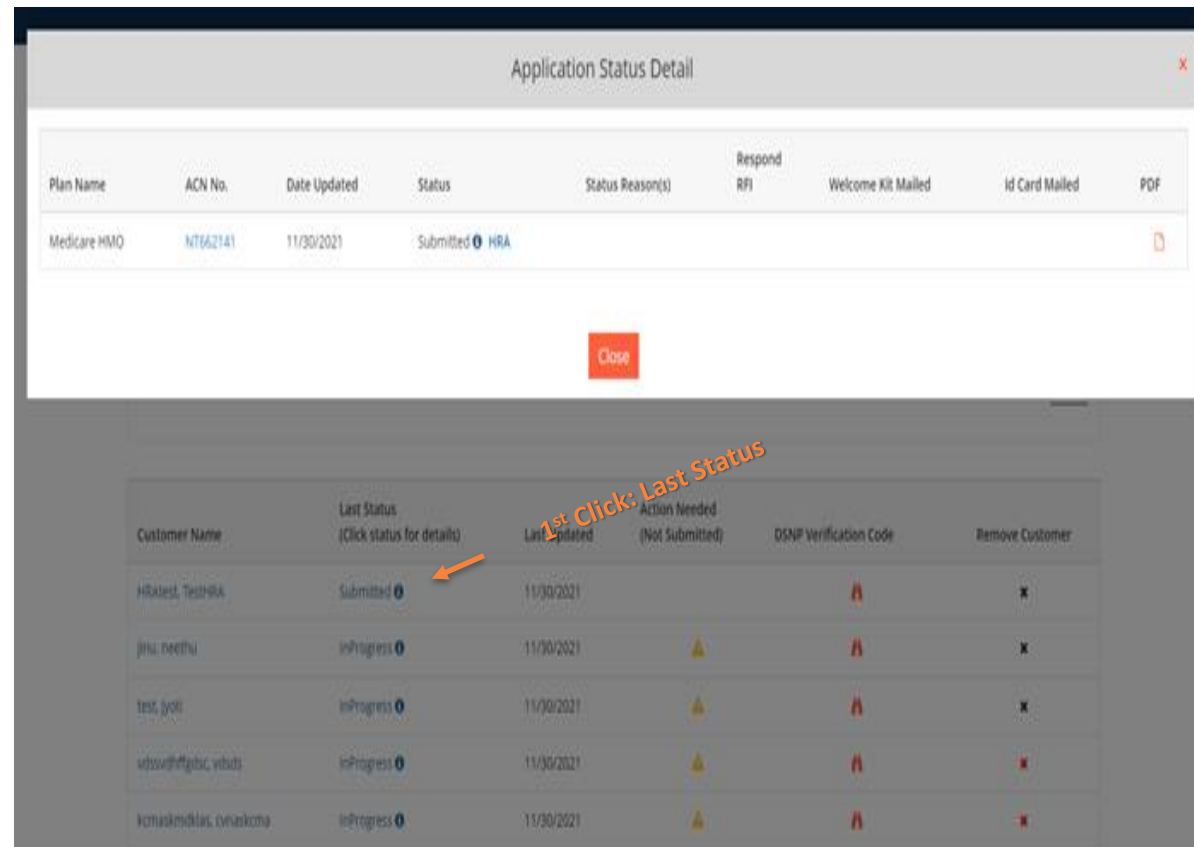 Application Status Detail
x
Respond
Plan Name ACN No. Date Updated Status Status Reason(s) RFI Welcome Kit Mailed Id Card Mailed PDF
Medicare HMO NT662141 11/30/2021 Submitted HRA
Close
1st Click: Last Status
Last Status Action Needed
Customer Name (Click status for details) Last Updated (Not Submitted) DSNP Verification Code Remove Customer
HRAtest, TestHRA Submitted 11/30/2021
jinu, neethu InProgress 11/30/2021
test, jyoti InProgress 11/30/2021
InProgress 11/30/2021
InProgress 11/30/2021